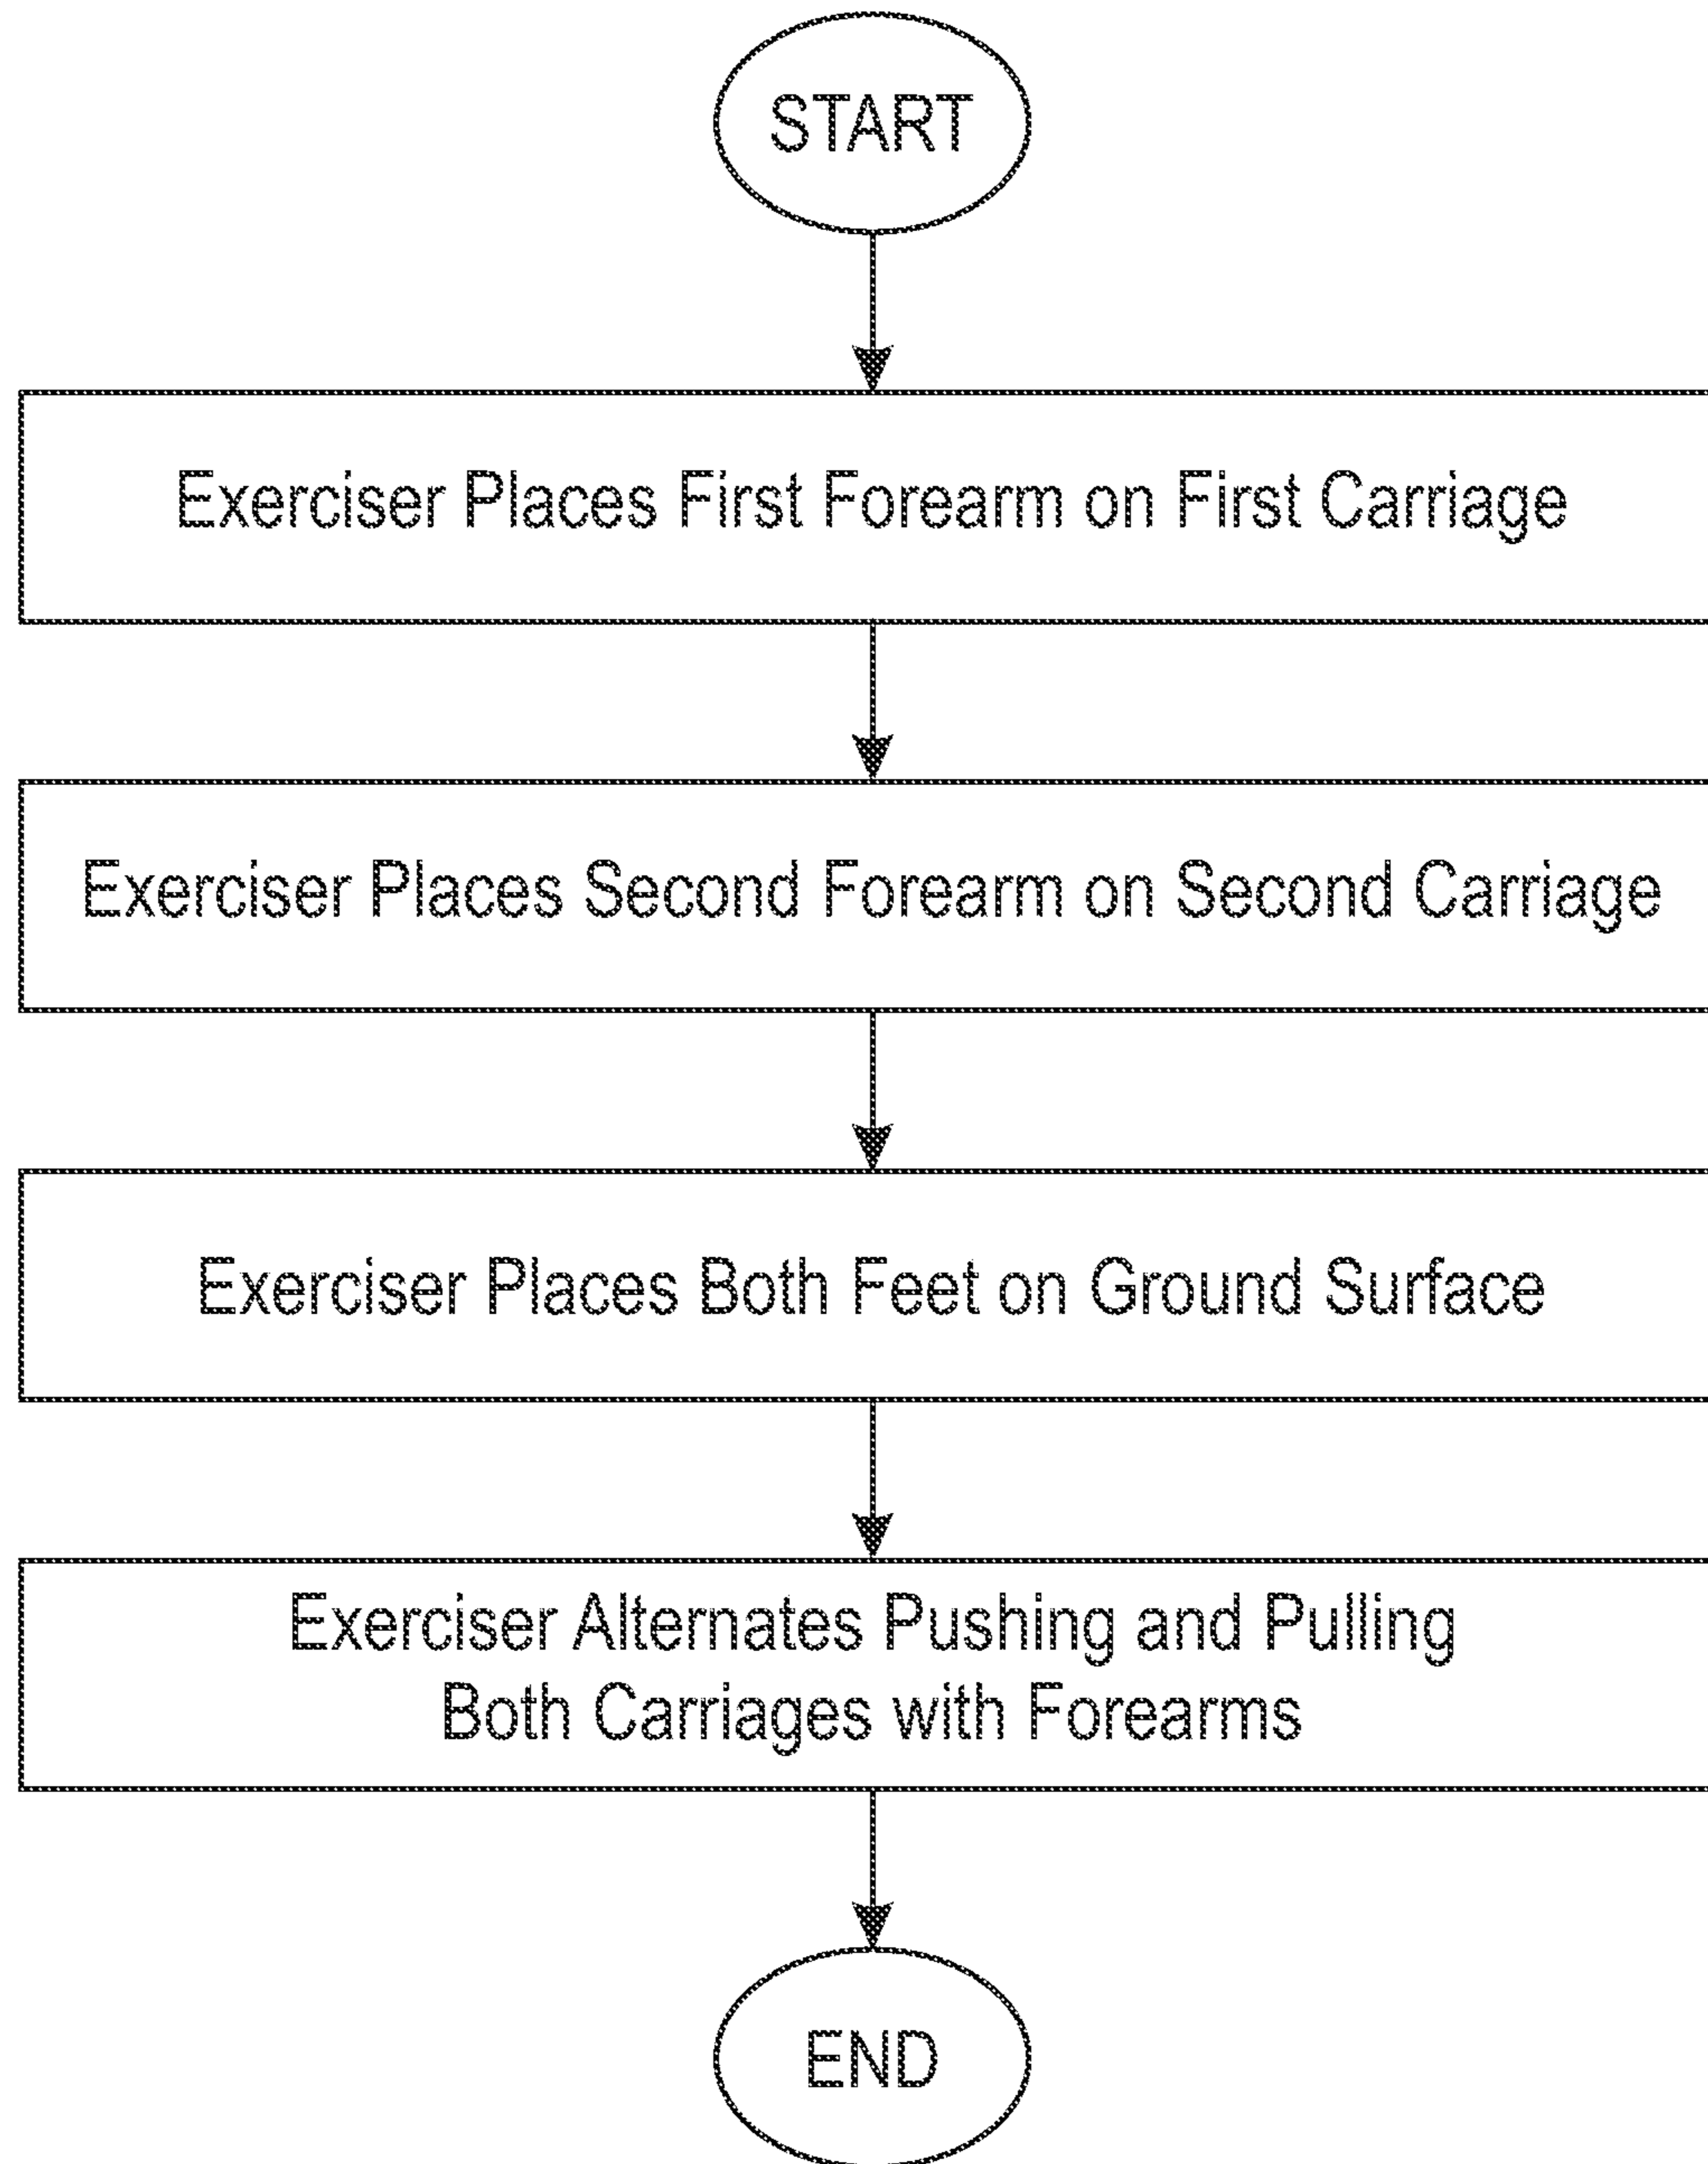 START
Exerciser Places First Forearm on First Carriage
Exerciser Places Second Forearm on Second Carriage
Exerciser Places Both Feet on Ground Surface
Exerciser Alternates Pushing and Pulling
Both Carriages with Forearms
END